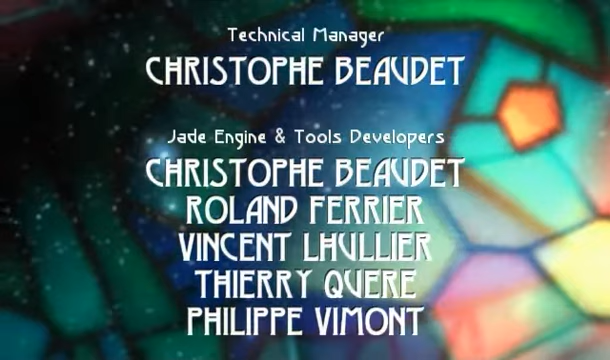 Technical Manager
CHRISTOPHE BEAUDET
Jade Engine & Tools Developers
CHRISTOPHE BEAUDET
ROLAND FERRIER
VINCENT LHULLIER
THIERRY QUERE
PHILIPPE VIMONT